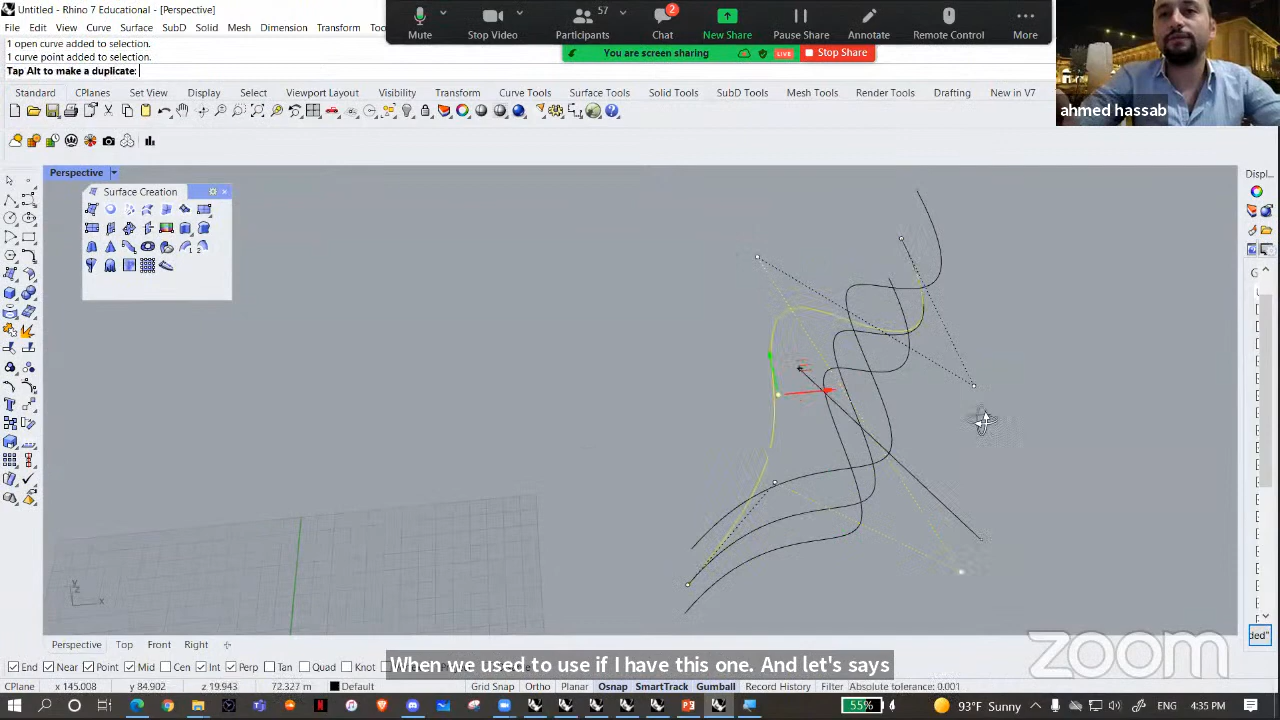 Untitled - Rhino 7 Educational - [Perspective]
File Edit View Curve Surface SubD Solid Mesh Dimension Transform
1 open curve added to selection.
1 curve point added to selection.
Tap Alt to make a duplicate:
Mute Stop Video Participants 57 Chat 2 New Share Pause Share Annotate Remote Control More
You are screen sharing LIVE Stop Share
ahmed hassab
Standard CPlanes Set View Display Select Viewport Layout Visibility Transform Curve Tools Surface Tools Solid Tools SubD Tools Mesh Tools Render Tools Drafting New in V7
Perspective
Displ...
Surface Creation
1 2
z x
Perspective Top Front Right
End Near Point Mid Cen Int Perp Tan Quad Knot
When we used to use if I have this one. And let's says
zoom
CPlane X 145.008 Y 84.902 Z 19.943 72.327 m Default Grid Snap Ortho Planar Osnap SmartTrack Gumball Record History Filter Absolute tolerance: 0.001
55% 93°F Sunny ENG 4:35 PM